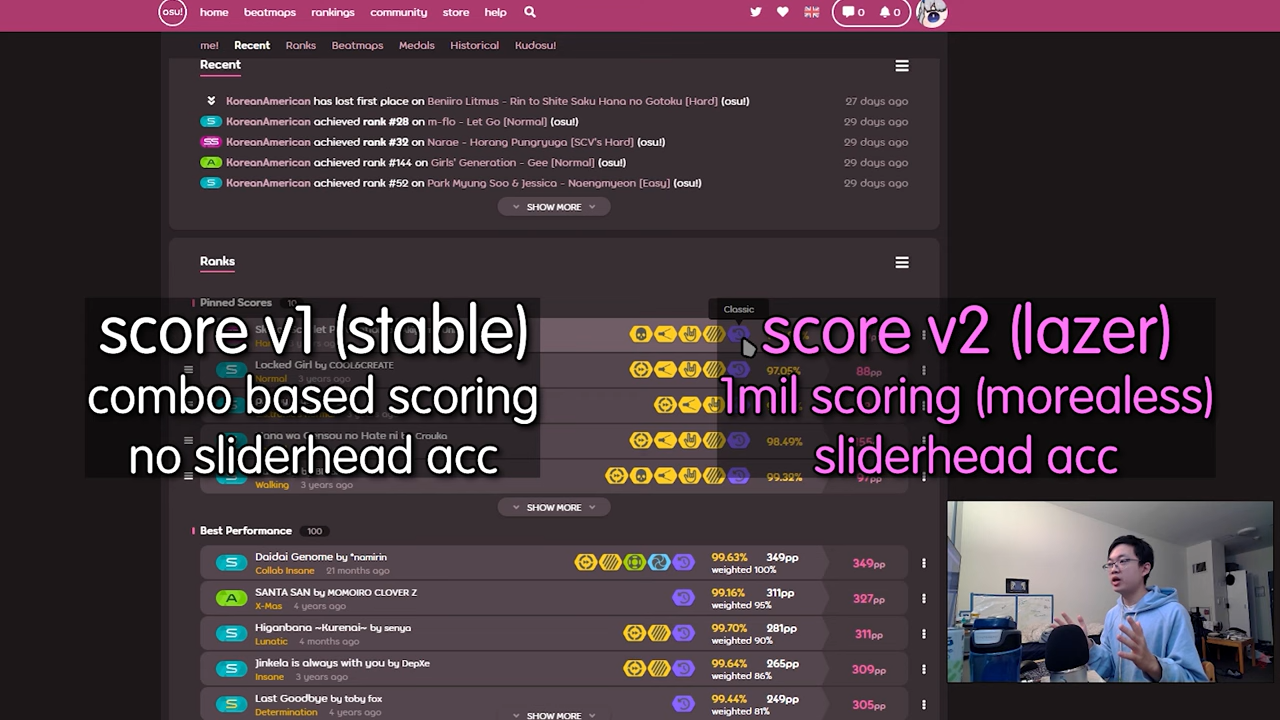 osu!
home beatmaps rankings community store help
0 0
me! Recent Ranks Beatmaps Medals Historical Kudosu!
Recent
KoreanAmerican has lost first place on Beniiro Litmus - Rin to Shite Saku Hana no Gotoku [Hard] (osu!) 27 days ago
S KoreanAmerican achieved rank #28 on m-flo - Let Go [Normal] (osu!) 29 days ago
SS KoreanAmerican achieved rank #32 on Narae - Horang Pungryuga [SCV's Hard] (osu!) 29 days ago
A KoreanAmerican achieved rank #144 on Girls' Generation - Gee [Normal] (osu!) 29 days ago
S KoreanAmerican achieved rank #52 on Park Myung Soo & Jessica - Naengmyeon [Easy] (osu!) 29 days ago
SHOW MORE
Ranks
Pinned Scores 10
Classic
score v1 (stable)
combo based scoring
no sliderhead acc
score v2 (lazer)
1mil scoring (morealess)
sliderhead acc
S Locked Girl by COOL&CREATE 97.05% 88pp
Normal 3 years ago
Crouka 98.49%
Walking 3 years ago 99.32% 97pp
SHOW MORE
Best Performance 100
S Daidai Genome by *namirin 99.63% 349pp 349pp
Collab Insane 21 months ago weighted 100%
A SANTA SAN by MOMOIRO CLOVER Z 99.16% 311pp 327pp
X-Mas 4 years ago weighted 95%
S Higanbana ~Kurenai~ by senya 99.70% 281pp 311pp
Lunatic 4 months ago weighted 90%
S Jinkela is always with you by DepXe 99.64% 265pp 309pp
Insane 3 years ago weighted 86%
S Last Goodbye by toby fox 99.44% 249pp 305pp
Determination 4 years ago weighted 81%
SHOW MORE